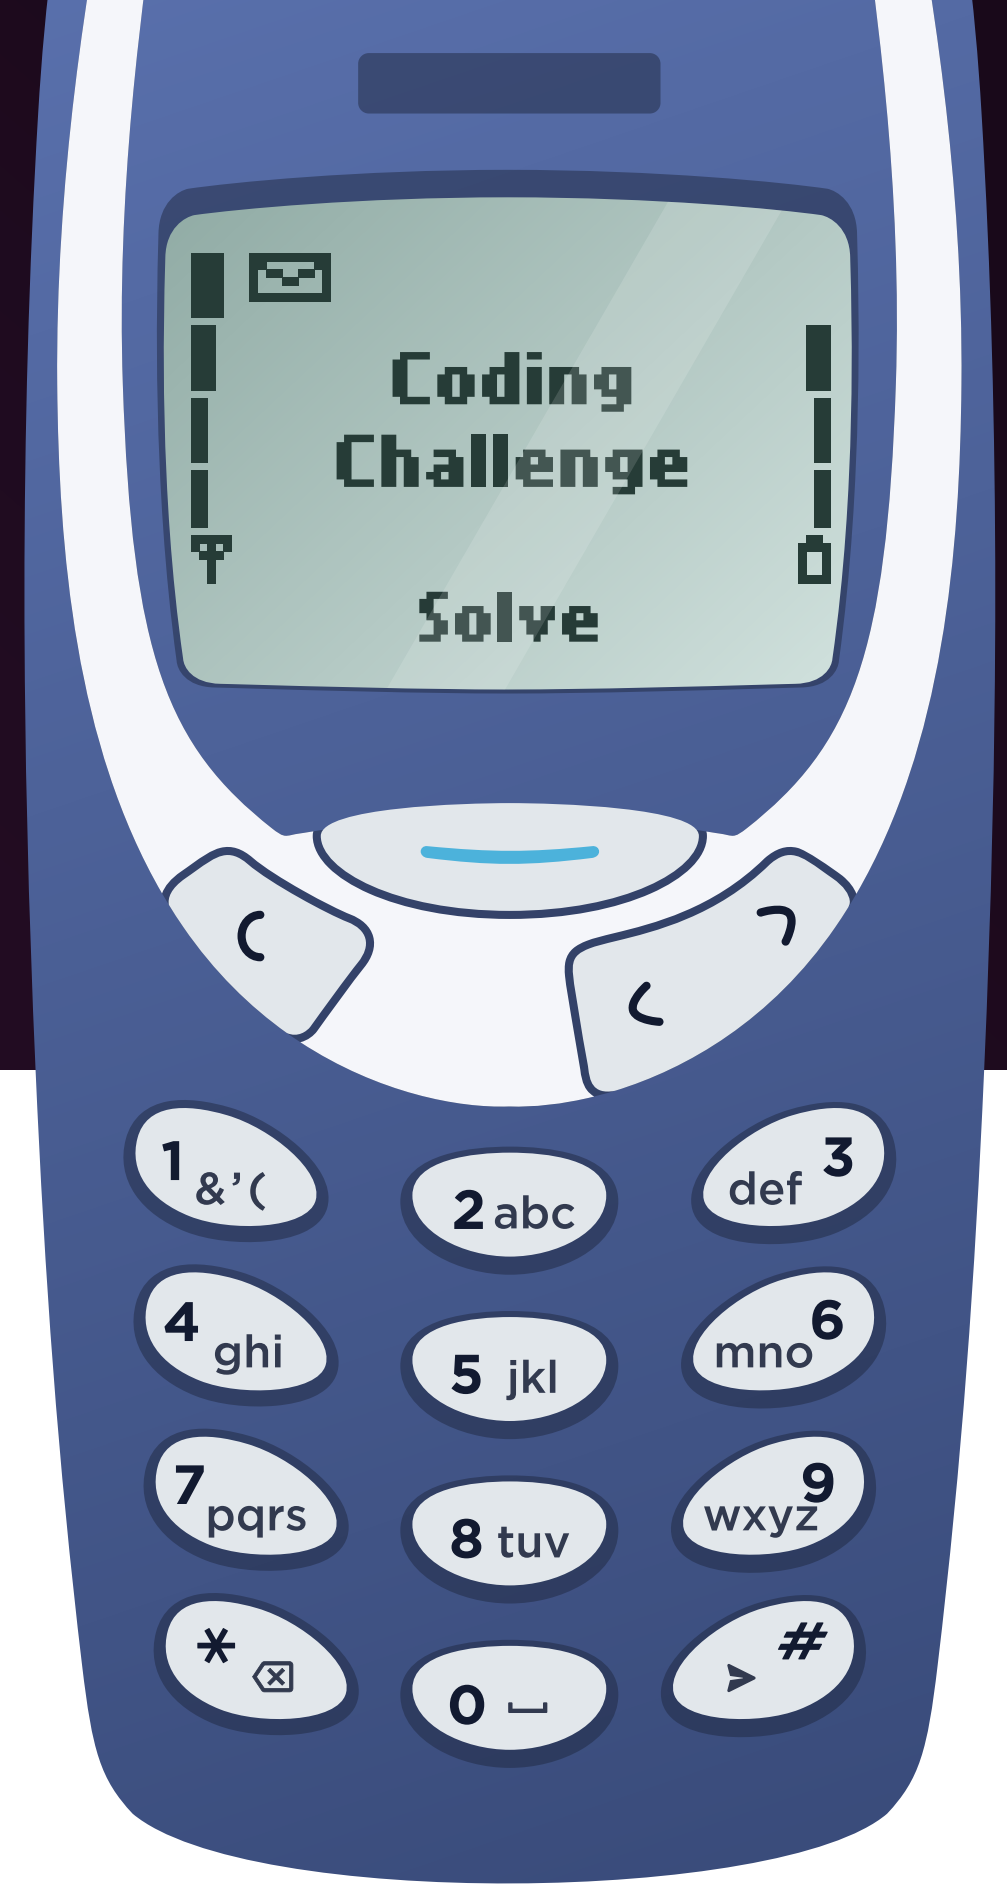 Coding
Challenge
Solve
1 &’(
2 abc
3 def
4 ghi
5 jkl
6 mno
7 pqrs
8 tuv
9 wxyz
*
0
#